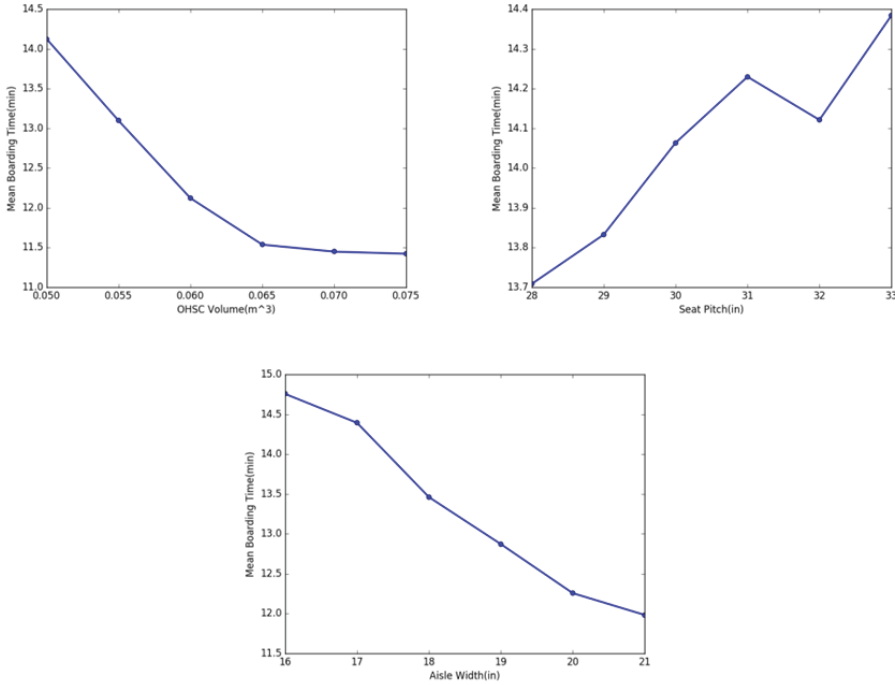 14.5
14.0
13.5
13.0
12.5
12.0
11.5
11.0
Mean Boarding Time(min)
0.050 0.055 0.060 0.065 0.070 0.075
OHSC Volume(m^3)
14.4
14.3
14.2
14.1
14.0
13.9
13.8
13.7
Mean Boarding Time(min)
28 29 30 31 32 33
Seat Pitch(in)
15.0
14.5
14.0
13.5
13.0
12.5
12.0
11.5
Mean Boarding Time(min)
16 17 18 19 20 21
Aisle Width(in)